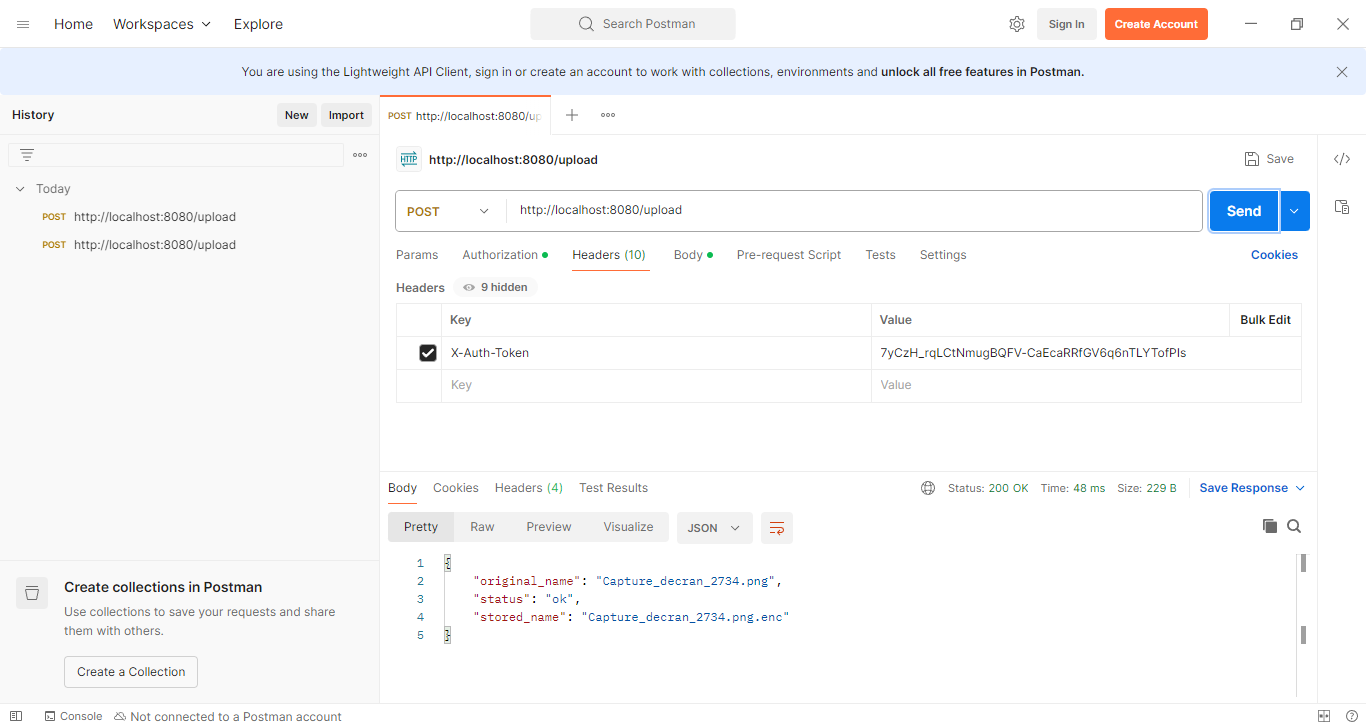 Home Workspaces Explore Search Postman Sign In Create Account
You are using the Lightweight API Client, sign in or create an account to work with collections, environments and unlock all free features in Postman.
History New Import
Today
POST http://localhost:8080/upload
POST http://localhost:8080/upload
Create collections in Postman
Use collections to save your requests and share
them with others.
Create a Collection
POST http://localhost:8080/up
HTTP http://localhost:8080/upload Save
POST http://localhost:8080/upload Send
Params Authorization Headers (10) Body Pre-request Script Tests Settings Cookies
Headers 9 hidden
Key Value Bulk Edit
X-Auth-Token 7yCzH_rqLCtNmugBQFV-CaEcaRRfGV6q6nTLYTofPIs
Key Value
Body Cookies Headers (4) Test Results Status: 200 OK Time: 48 ms Size: 229 B Save Response
Pretty Raw Preview Visualize JSON
1 {
2 "original_name": "Capture_decran_2734.png",
3 "status": "ok",
4 "stored_name": "Capture_decran_2734.png.enc"
5 }
Console Not connected to a Postman account